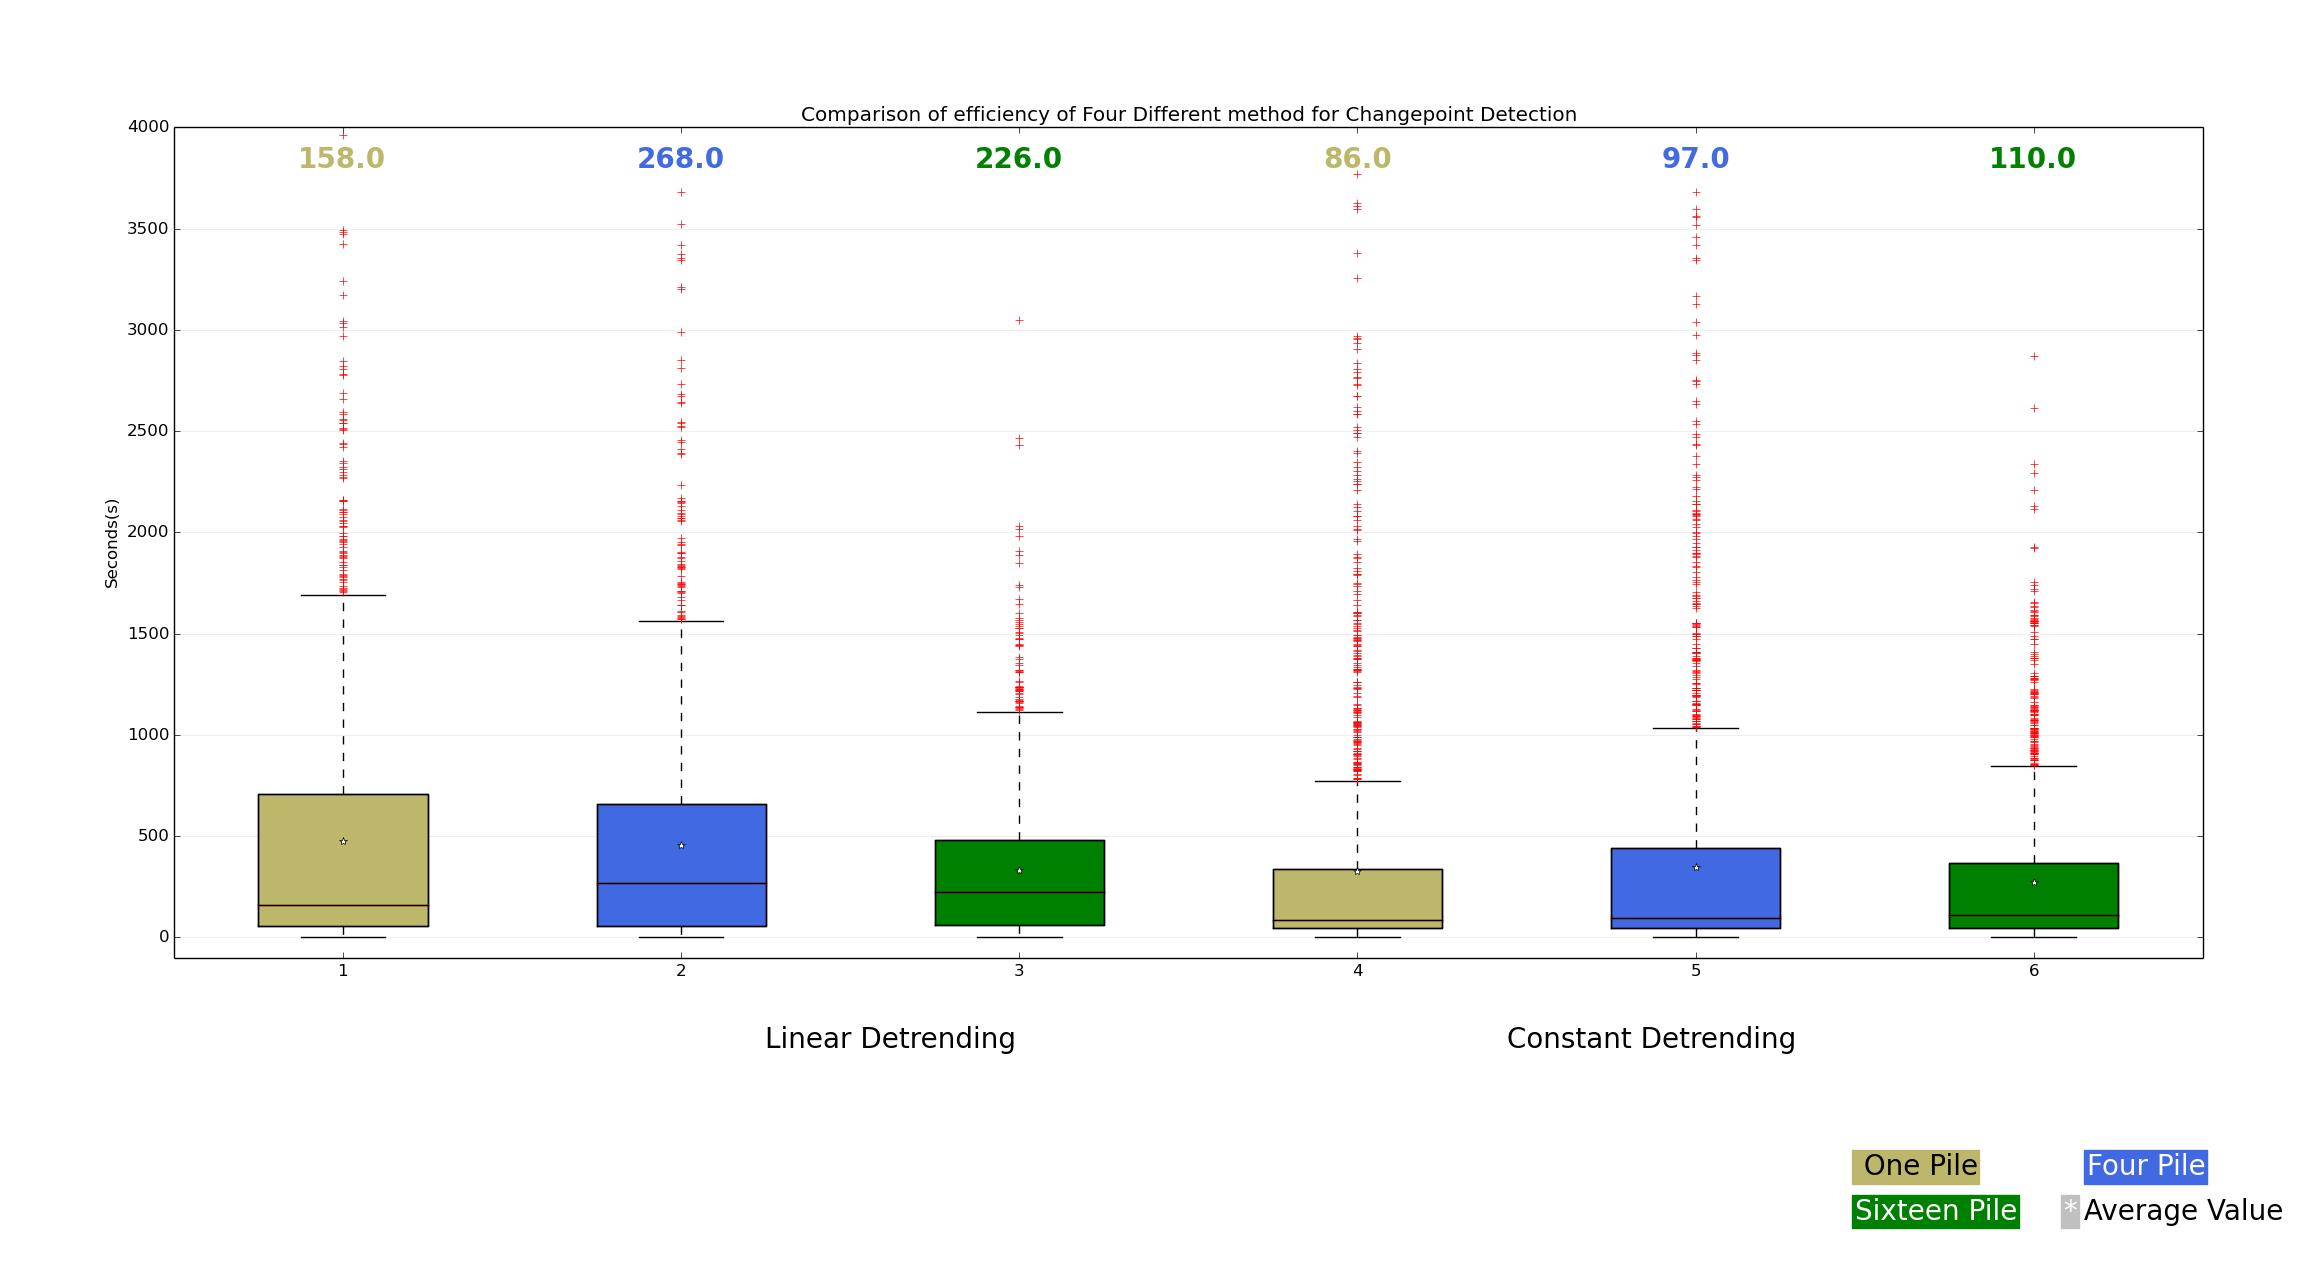 Comparison of efficiency of Four Different method for Changepoint Detection
4000
158.0 268.0 226.0 86.0 97.0 110.0
3500
3000
2500
2000
Seconds(s)
1500
1000
500
0
1 2 3 4 5 6
Linear Detrending Constant Detrending
One Pile Four Pile
Sixteen Pile * Average Value